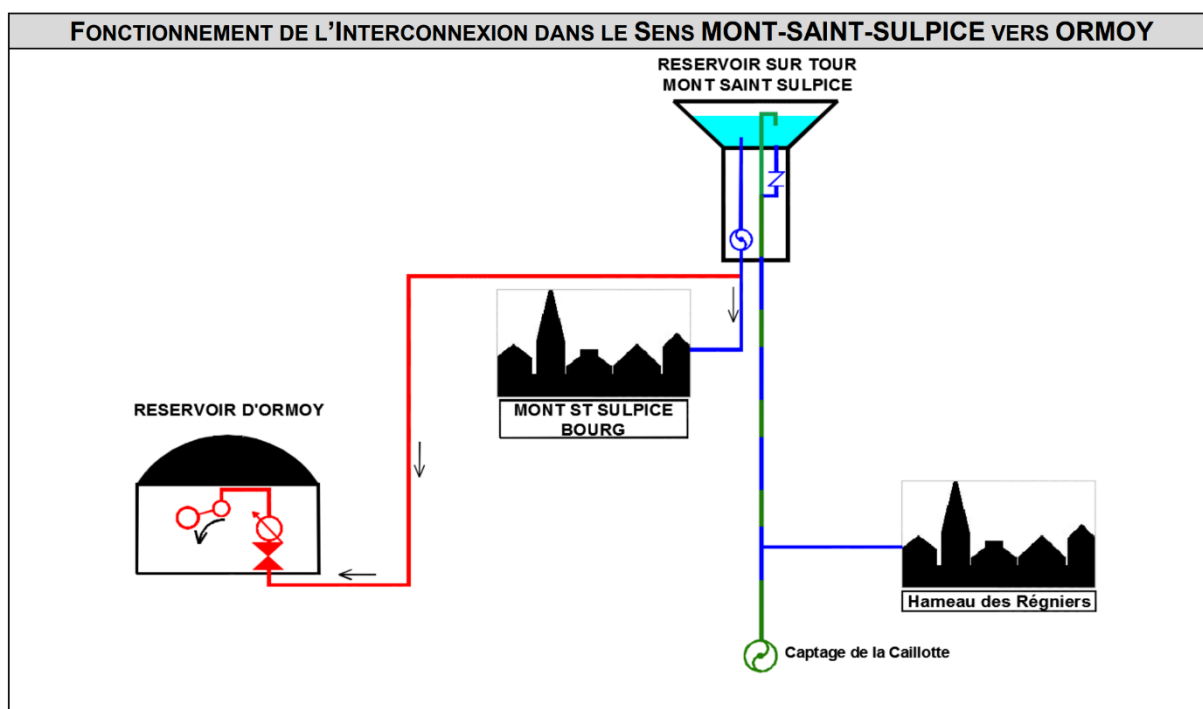 FONCTIONNEMENT DE L'INTERCONNEXION DANS LE SENS MONT-SAINT-SULPICE VERS ORMOY
RESERVOIR SUR TOUR
MONT SAINT SULPICE
MONT ST SULPICE
BOURG
RESERVOIR D'ORMOY
Hameau des Régniers
Captage de la Caillotte